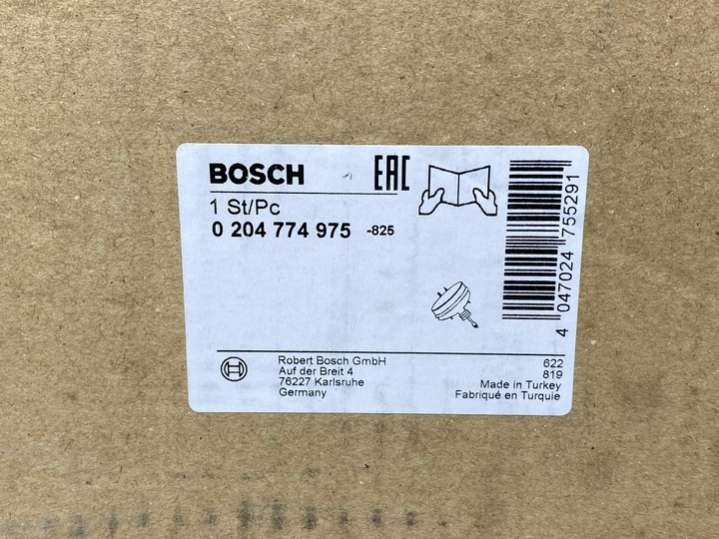 BOSCH
EAC
1 St/Pc
0 204 774 975 -825
4 047024 755291
Robert Bosch GmbH
Auf der Breit 4
76227 Karlsruhe
Germany
622
819
Made in Turkey
Fabriqué en Turquie